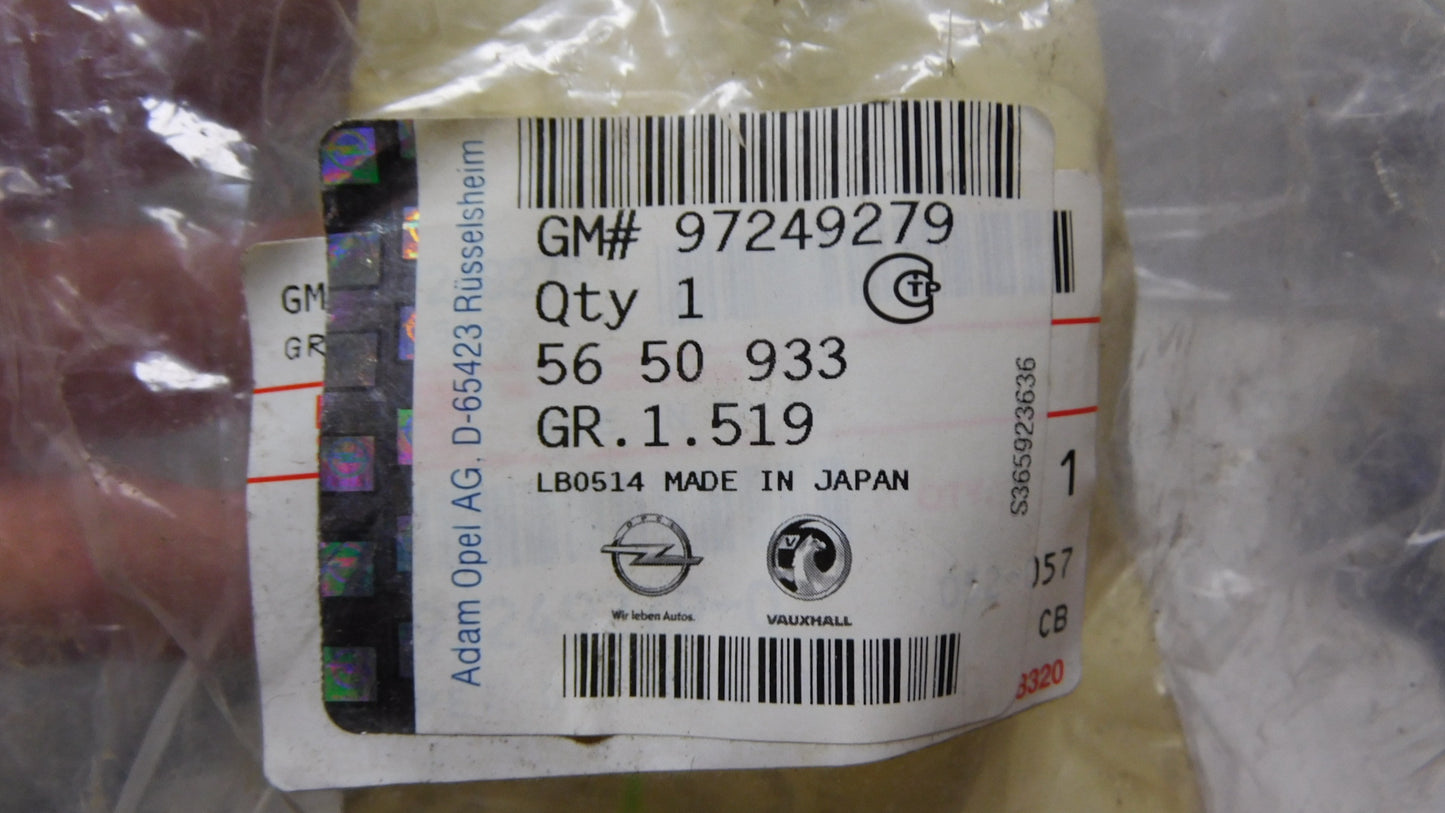 GM# 97249279
Qty 1
56 50 933
GR.1.519
LB0514 MADE IN JAPAN
OPEL
Wir leben Autos.
V
VAUXHALL
Adam Opel AG, D-65423 Rüsselsheim
S365923636
GM
GR
1
057
CB
3320